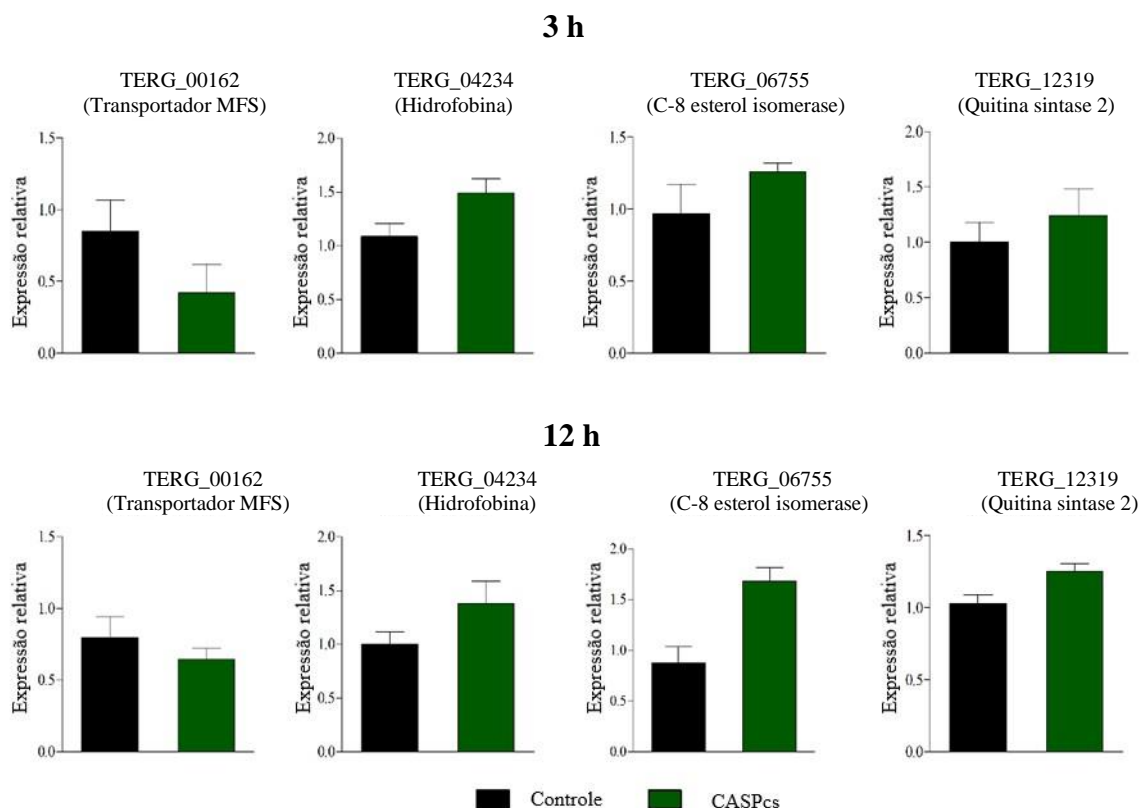 3 h
TERG_00162
(Transportador MFS)
TERG_04234
(Hidrofobina)
TERG_06755
(C-8 esterol isomerase)
TERG_12319
(Quitina sintase 2)
Expressão relativa
1.5
1.0
0.5
0.0
Expressão relativa
2.0
1.5
1.0
0.5
0.0
Expressão relativa
1.5
1.0
0.5
0.0
Expressão relativa
2.0
1.5
1.0
0.5
0.0
12 h
TERG_00162
(Transportador MFS)
TERG_04234
(Hidrofobina)
TERG_06755
(C-8 esterol isomerase)
TERG_12319
(Quitina sintase 2)
Expressão relativa
1.5
1.0
0.5
0.0
Expressão relativa
2.0
1.5
1.0
0.5
0.0
Expressão relativa
2.0
1.5
1.0
0.5
0.0
Expressão relativa
1.5
1.0
0.5
0.0
Controle
CASPcs